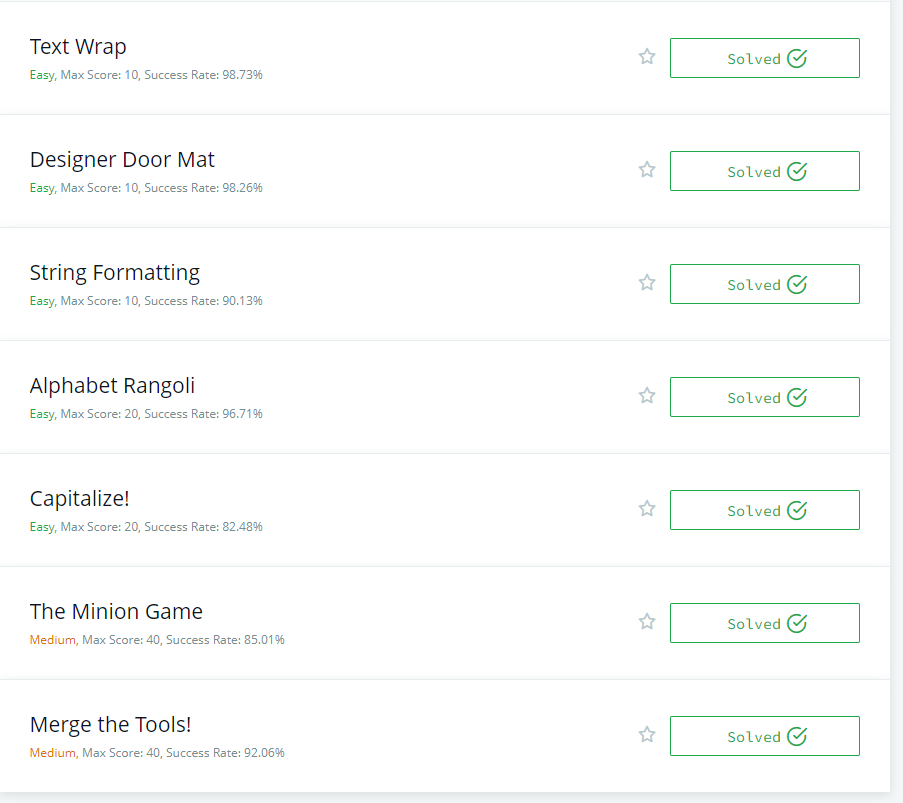 Text Wrap
Easy, Max Score: 10, Success Rate: 98.73%
Solved
Designer Door Mat
Easy, Max Score: 10, Success Rate: 98.26%
Solved
String Formatting
Easy, Max Score: 10, Success Rate: 90.13%
Solved
Alphabet Rangoli
Easy, Max Score: 20, Success Rate: 96.71%
Solved
Capitalize!
Easy, Max Score: 20, Success Rate: 82.48%
Solved
The Minion Game
Medium, Max Score: 40, Success Rate: 85.01%
Solved
Merge the Tools!
Medium, Max Score: 40, Success Rate: 92.06%
Solved